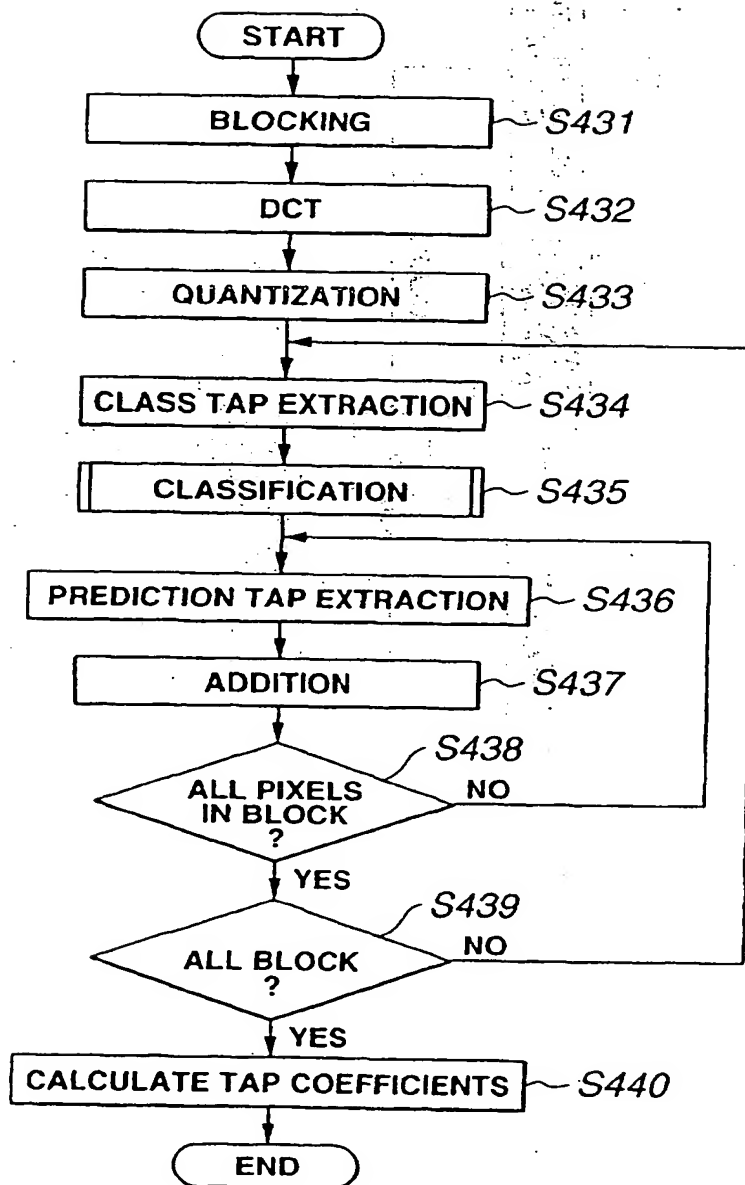 START
BLOCKING S431
DCT S432
QUANTIZATION S433
CLASS TAP EXTRACTION S434
CLASSIFICATION S435
PREDICTION TAP EXTRACTION S436
ADDITION S437
S438
ALL PIXELS
IN BLOCK
?
NO
YES
S439
ALL BLOCK
?
NO
YES
CALCULATE TAP COEFFICIENTS S440
END